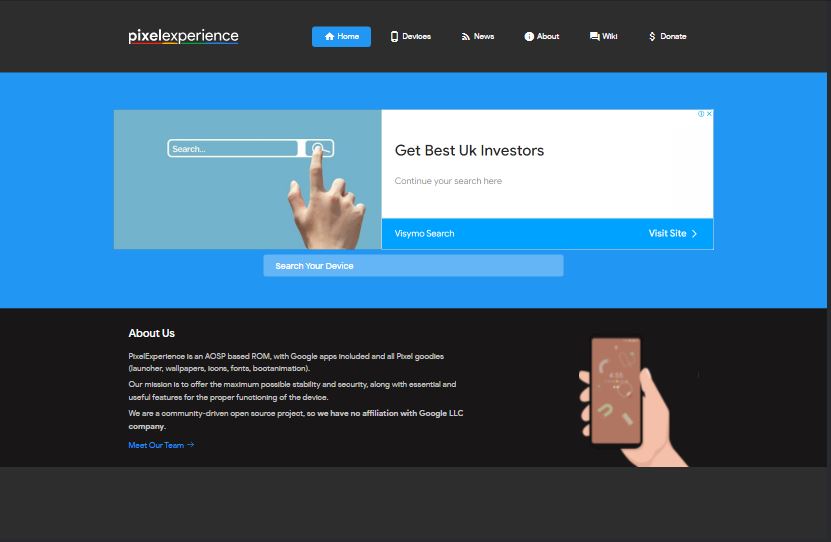 pixelexperience
Home
Devices
News
About
Wiki
Donate
Search...
Get Best Uk Investors
Continue your search here
Visymo Search
Visit Site
Search Your Device
About Us
PixelExperience is an AOSP based ROM, with Google apps included and all Pixel goodies
(launcher, wallpapers, icons, fonts, bootanimation).
Our mission is to offer the maximum possible stability and security, along with essential and
useful features for the proper functioning of the device.
We are a community-driven open source project, so we have no affiliation with Google LLC
company.
Meet Our Team →
4:55